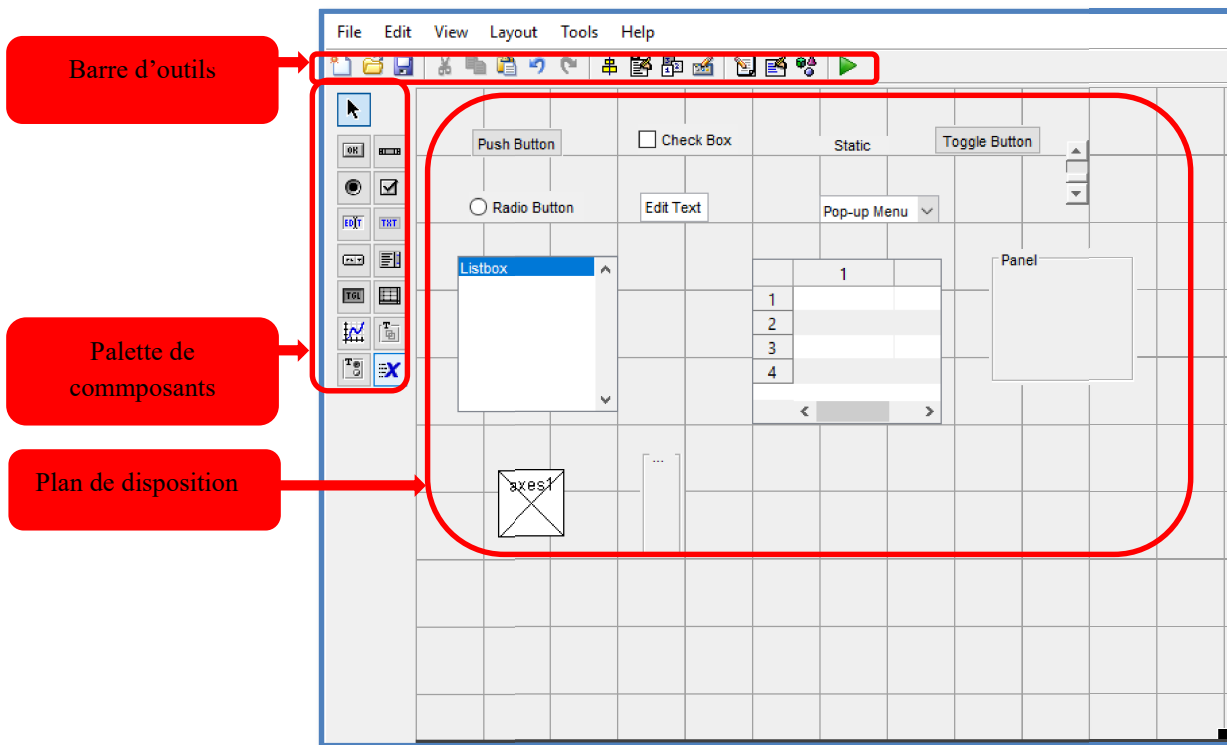 File Edit View Layout Tools Help
Barre d’outils
Push Button
Check Box
Static
Toggle Button
OK
Radio Button
Edit Text
Pop-up Menu
EDIT TXT
Listbox
1
Panel
1
2
3
4
TGL
Palette de
commposants
Plan de disposition
axes1
...